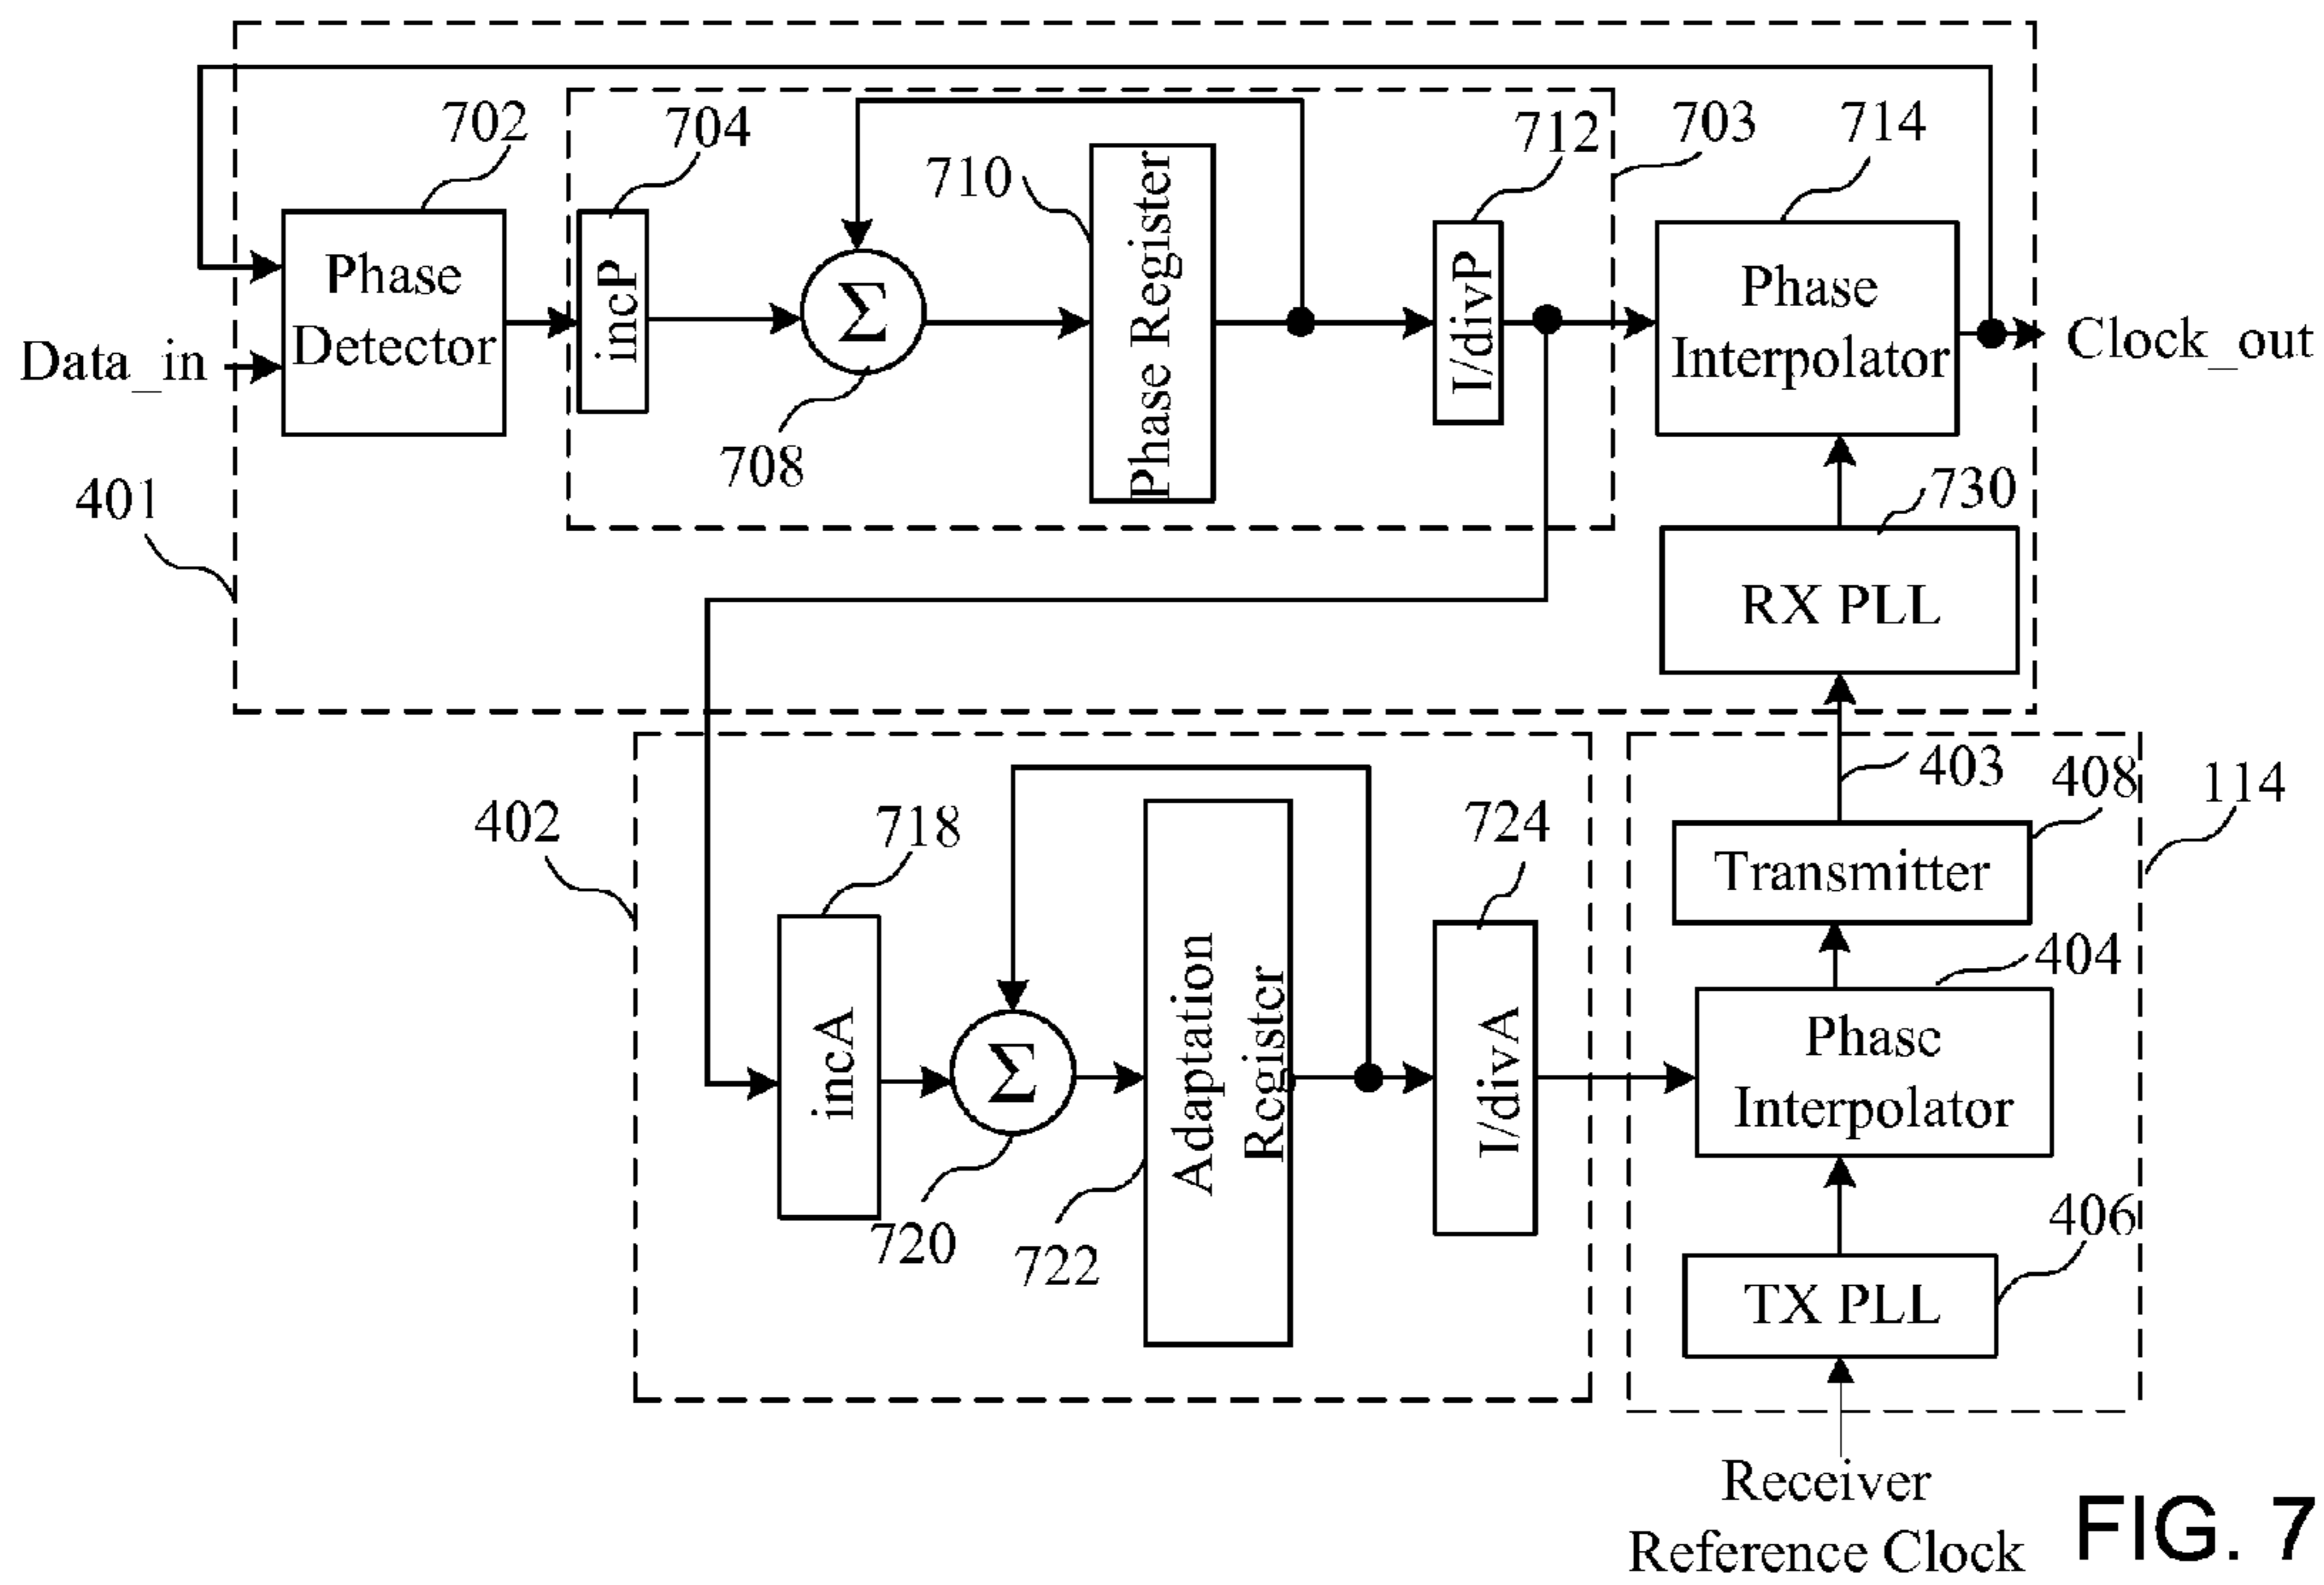 702
704
712
703
714
710
Phase
Detector
incP
Σ
Phase Register
I/divP
Phase
Interpolator
Data_in
Clock_out
708
401
730
RX PLL
403
408
114
402
718
724
Transmitter
404
incA
Σ
Adaptation
Register
I/divA
Phase
Interpolator
720
722
406
TX PLL
Receiver
Reference Clock
FIG. 7